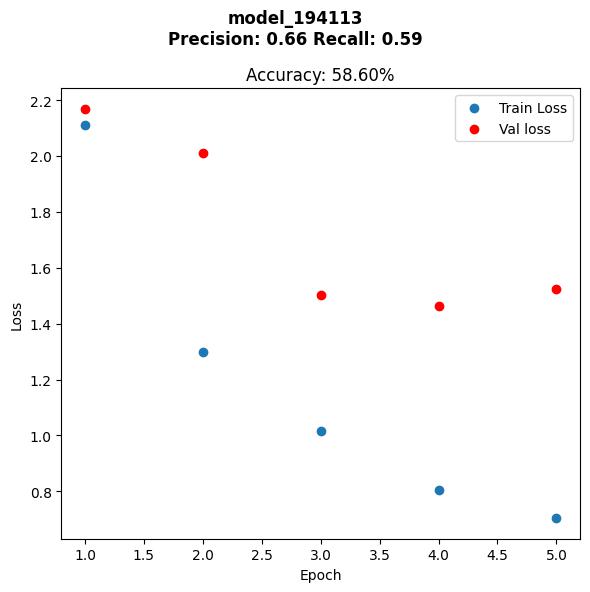 model_194113
Precision: 0.66 Recall: 0.59
Accuracy: 58.60%
Train Loss
Val loss
Loss
2.2
2.0
1.8
1.6
1.4
1.2
1.0
0.8
1.0 1.5 2.0 2.5 3.0 3.5 4.0 4.5 5.0
Epoch